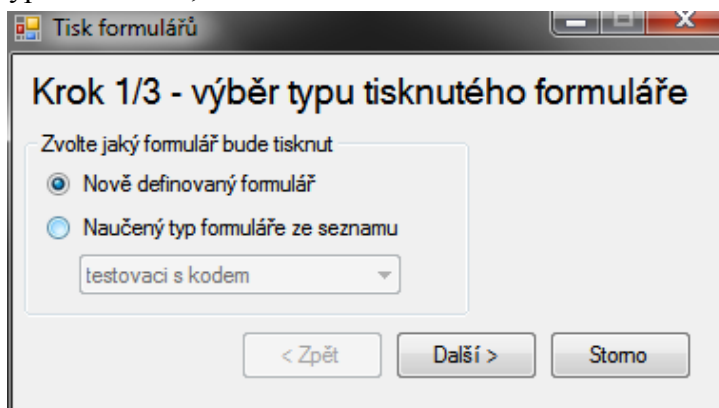 Tisk formulářů
Krok 1/3 - výběr typu tisknutého formuláře
Zvolte jaký formulář bude tisknut
Nově definovaný formulář
Naučený typ formuláře ze seznamu
testovaci s kodem
< Zpět Další > Storno